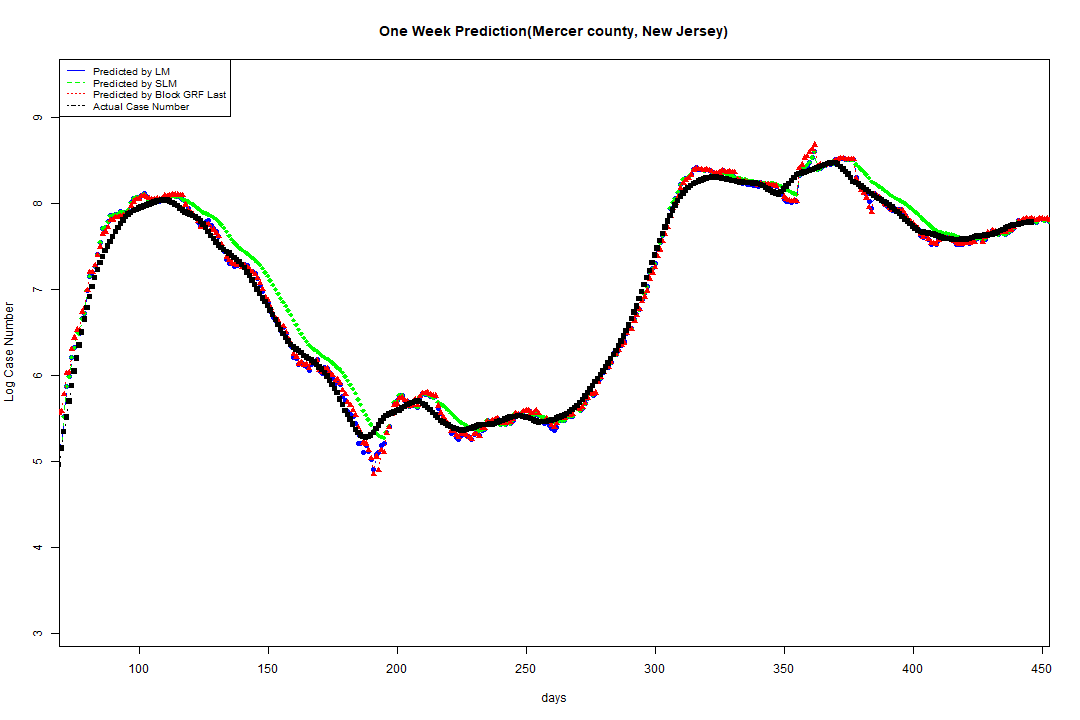 One Week Prediction(Mercer county, New Jersey)
Predicted by LM
Predicted by SLM
Predicted by Block GRF Last
Actual Case Number
Log Case Number
9
8
7
6
5
4
3
100 150 200 250 300 350 400 450
days